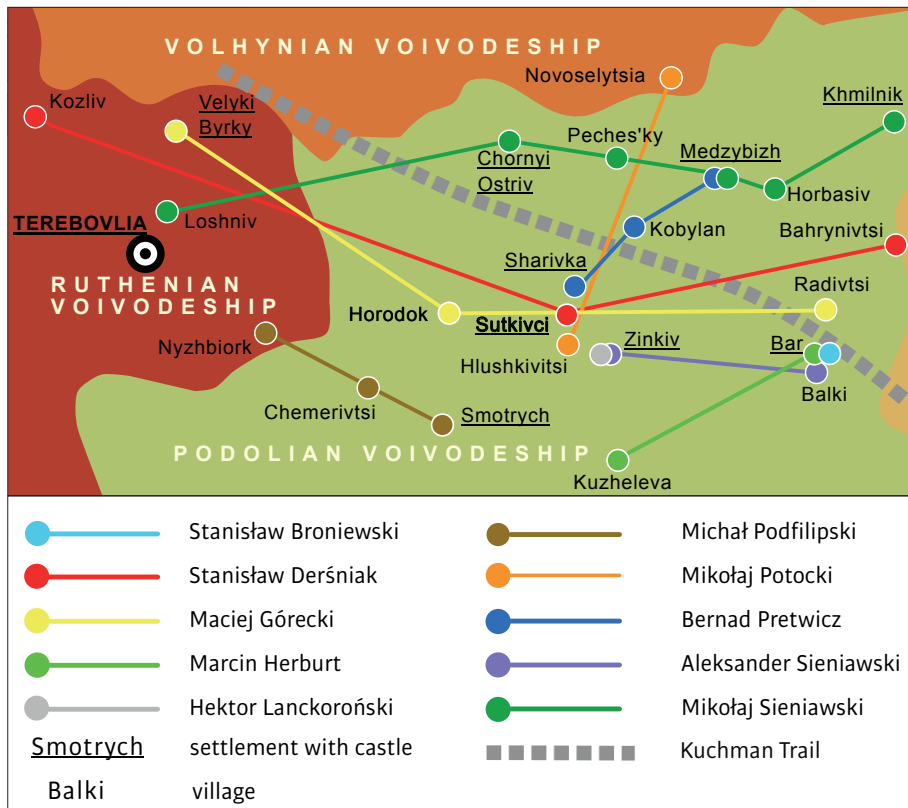 VOLHYNIAN VOIVODESHIP
Novoselytsia
Kozliv
Velyki
Byrky
Khmilnik
Peches'ky
Chornyi
Ostriv
Medzybizh
Horbasiv
Loshniv
TEREBOVLIA
Kobylan
Bahrynivtsi
Sharivka
RUTHENIAN
VOIVODESHIP
Radivtsi
Horodok
Sutkivci
Nyzhbiork
Hlushkivitsi
Zinkiv
Bar
Balki
Chemerivtsi
Smotrych
PODOLIAN VOIVODESHIP
Kuzheleva
Stanisław Broniewski
Stanisław Derśniak
Maciej Górecki
Marcin Herburt
Hektor Lanckoroński
Smotrych settlement with castle
Balki village
Michał Podfilipski
Mikołaj Potocki
Bernad Pretwicz
Aleksander Sieniawski
Mikołaj Sieniawski
Kuchman Trail